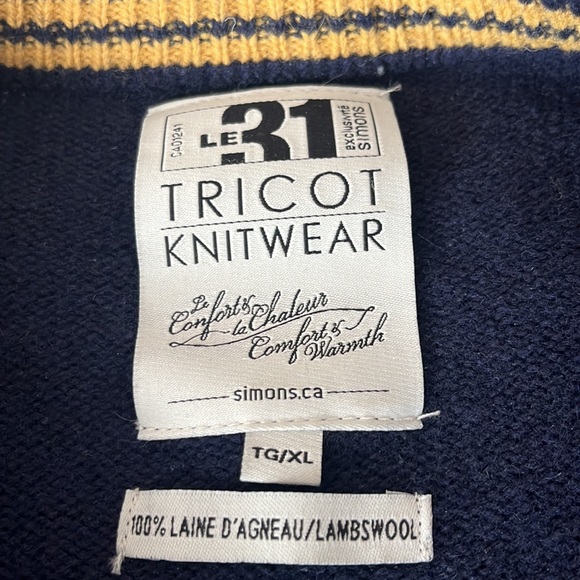 CA01241
LE 31
exclusivité
simons
TRICOT
KNITWEAR
Le
Confort &
la Chaleur
Comfort &
Warmth
simons.ca
TG/XL
100% LAINE D'AGNEAU/LAMBSWOOL